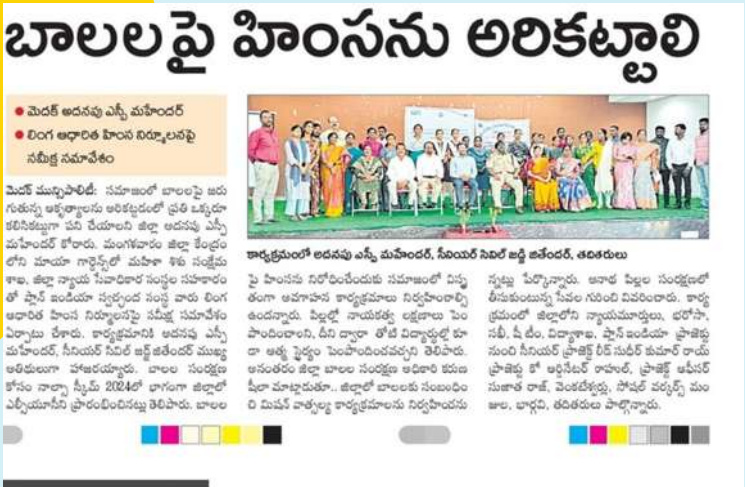 బాలలపై హింసను అరికట్టాలి
● మెదక్ అదనపు ఎస్పీ మహేందర్
● లింగ ఆధారిత హింస నిర్మూలనపై
సమీక్ష సమావేశం
మెదక్ మున్సిపాలిటీ: సమాజంలో బాలలపై జరు
గుతున్న అకృత్యాలను అరికట్టడంలో ప్రతి ఒక్కరూ
కలిసికట్టుగా పని చేయాలని జిల్లా అదనపు ఎస్పీ
మహేందర్ కోరారు. మంగళవారం జిల్లా కేంద్రం
లోని మాయా గార్డెన్స్‌లో మహిళా శిశు సంక్షేమ
శాఖ, జిల్లా న్యాయ సేవాధికార సంస్థల సహకారం
తో ప్లాన్ ఇండియా స్వచ్ఛంద సంస్థ వారు లింగ
ఆధారిత హింస నిర్మూలనపై సమీక్ష సమావేశం
ఏర్పాటు చేశారు. కార్యక్రమానికి అదనపు ఎస్పీ
మహేందర్, సీనియర్ సివిల్ జడ్జి జితేందర్ ముఖ్య
అతిథులుగా హాజరయ్యారు. బాలల సంరక్షణ
కోసం నాల్సా స్కీమ్ 2024లో భాగంగా జిల్లాలో
ఎల్సీయూసీని ప్రారంభించినట్లు తెలిపారు. బాలల
కార్యక్రమంలో అదనపు ఎస్పీ మహేందర్, సీనియర్ సివిల్ జడ్జి జితేందర్, తదితరులు
పై హింసను నిరోధించేందుకు సమాజంలో విస్తృ
తంగా అవగాహన కార్యక్రమాలు నిర్వహించాల్సి
ఉందన్నారు. పిల్లల్లో నాయకత్వ లక్షణాలు పెం
పొందించాలని, దీని ద్వారా తోటి విద్యార్థుల్లో కూ
డా ఆత్మ స్థైర్యం పెంపొందించవచ్చని తెలిపారు.
అనంతరం జిల్లా బాలల సంరక్షణ అధికారి కరుణ
షీలా మాట్లాడుతూ.. జిల్లాలో బాలలకు సంబంధిం
చి మిషన్ వాత్సల్య కార్యక్రమాలను నిర్వహించను
న్నట్లు పేర్కొన్నారు. అనాథ పిల్లల సంరక్షణలో
తీసుకుంటున్న సేవల గురించి వివరించారు. కార్య
క్రమంలో జిల్లాలోని న్యాయమూర్తులు, భరోసా,
సఖీ, షీ టీం, విద్యాశాఖ, ప్లాన్ ఇండియా ప్రాజెక్టు
నుంచి సీనియర్ ప్రాజెక్ట్ లీడ్ సుధీర్ కుమార్ రాయ్
ప్రాజెక్టు కో ఆర్డినేటర్ రాహుల్, ప్రాజెక్ట్ ఆఫీసర్
సుజాత రాజ్, వెంకటేశ్వర్లు, సోషల్ వర్కర్స్ మం
జుల, భార్గవి, తదితరులు పాల్గొన్నారు.